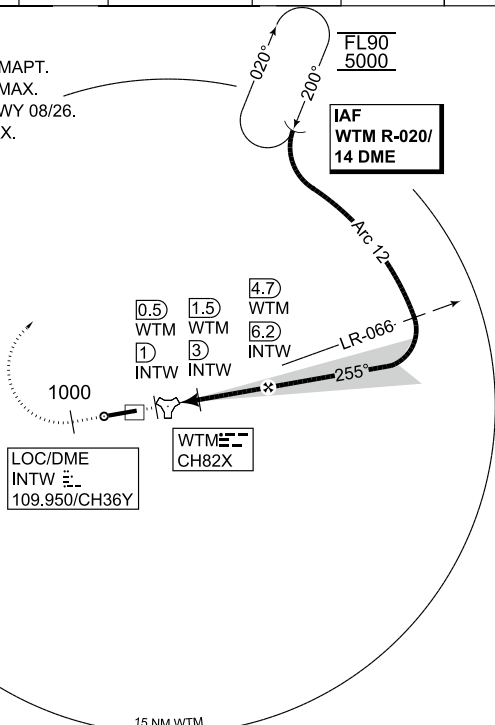 MAPT.
MAX.
WY 08/26.
X.
020°
200°
FL90
5000
IAF
WTM R-020/
14 DME
Arc 12
0.5
WTM
1
INTW
1.5
WTM
3
INTW
4.7
WTM
6.2
INTW
LR-066
255°
1000
WTM
CH82X
LOC/DME
INTW
109.950/CH36Y
15 NM WTM